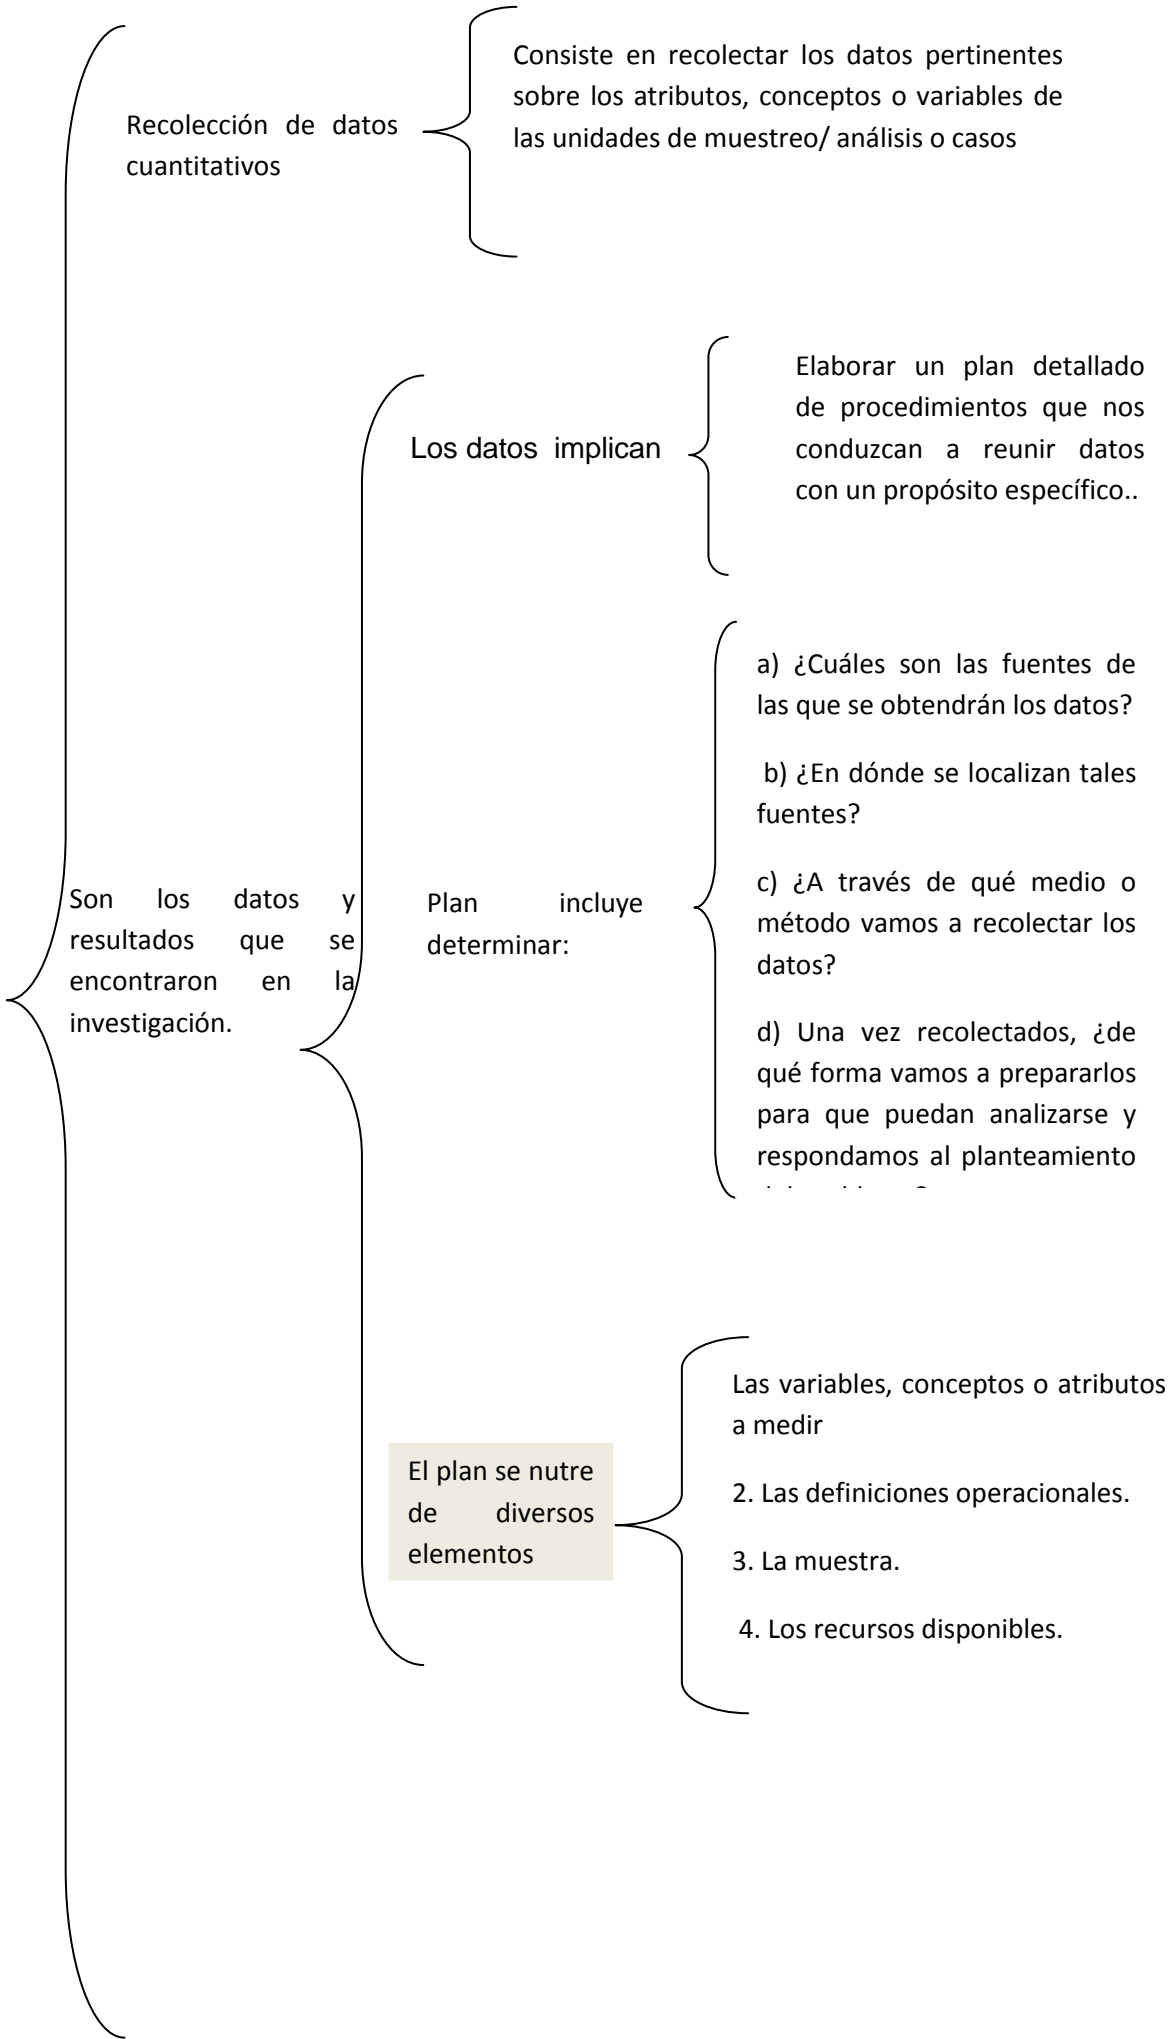 Consiste en recolectar los datos pertinentes
sobre los atributos, conceptos o variables de
las unidades de muestreo/ análisis o casos
Recolección de datos
cuantitativos
Elaborar un plan detallado
de procedimientos que nos
conduzcan a reunir datos
con un propósito específico..
Los datos implican
a) ¿Cuáles son las fuentes de
las que se obtendrán los datos?
b) ¿En dónde se localizan tales
fuentes?
c) ¿A través de qué medio o
método vamos a recolectar los
datos?
d) Una vez recolectados, ¿de
qué forma vamos a prepararlos
para que puedan analizarse y
respondamos al planteamiento
Son los datos y
resultados que se
encontraron en la
investigación.
Plan incluye
determinar:
Las variables, conceptos o atributos
a medir
2. Las definiciones operacionales.
3. La muestra.
4. Los recursos disponibles.
El plan se nutre
de diversos
elementos